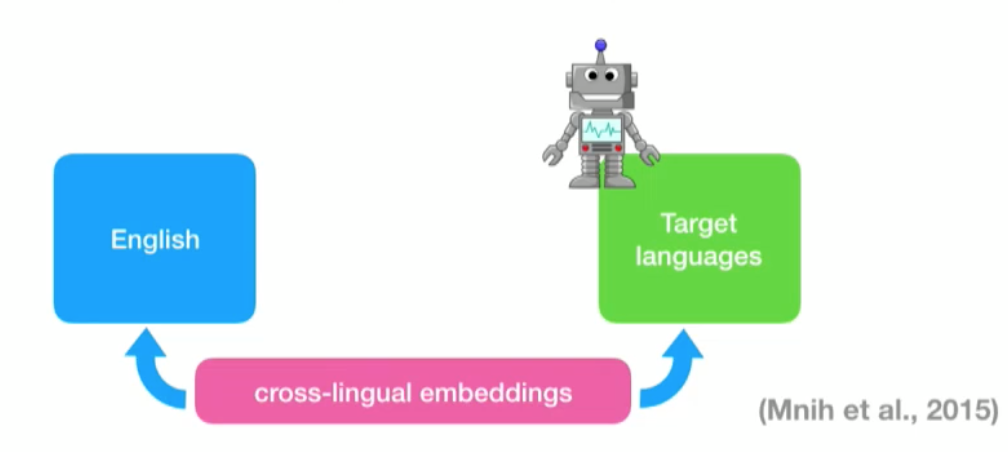 English
Target
languages
cross-lingual embeddings
(Mnih et al., 2015)